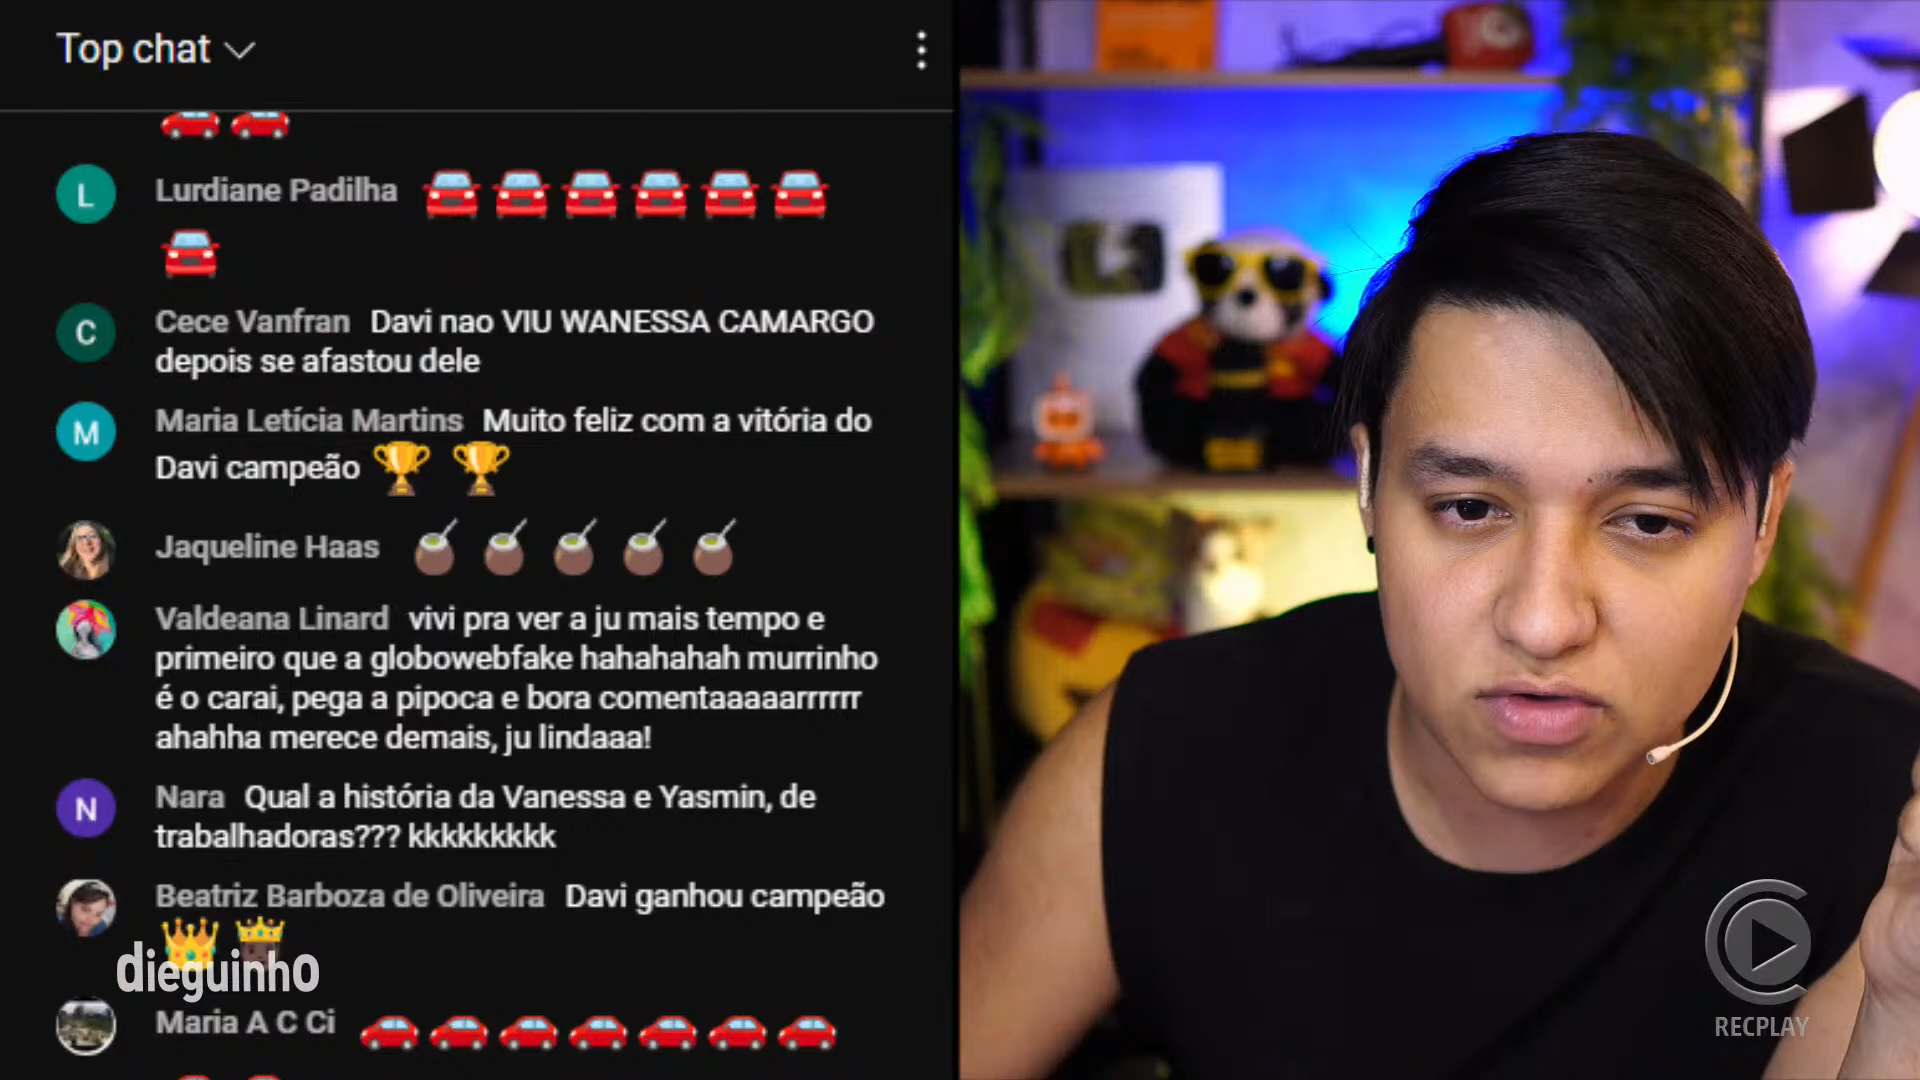 Top chat
Lurdiane Padilha 🚘🚘🚘🚘🚘🚘
🚘
Cece Vanfran Davi nao VIU WANESSA CAMARGO
depois se afastou dele
Maria Letícia Martins Muito feliz com a vitória do
Davi campeão 🏆 🏆
Jaqueline Haas 🧉🧉🧉🧉🧉
Valdeana Linard vivi pra ver a ju mais tempo e
primeiro que a globowebfake hahahahah murrinho
é o carai, pega a pipoca e bora comentaaaaarrrrrr
ahahha merece demais, ju lindaaa!
Nara Qual a história da Vanessa e Yasmin, de
trabalhadoras??? kkkkkkkkk
Beatriz Barboza de Oliveira Davi ganhou campeão
👑 🤴🏿
dieguinho
Maria A C Ci 🚗🚗🚗🚗🚗🚗🚗
L
C
M
N
RECPLAY